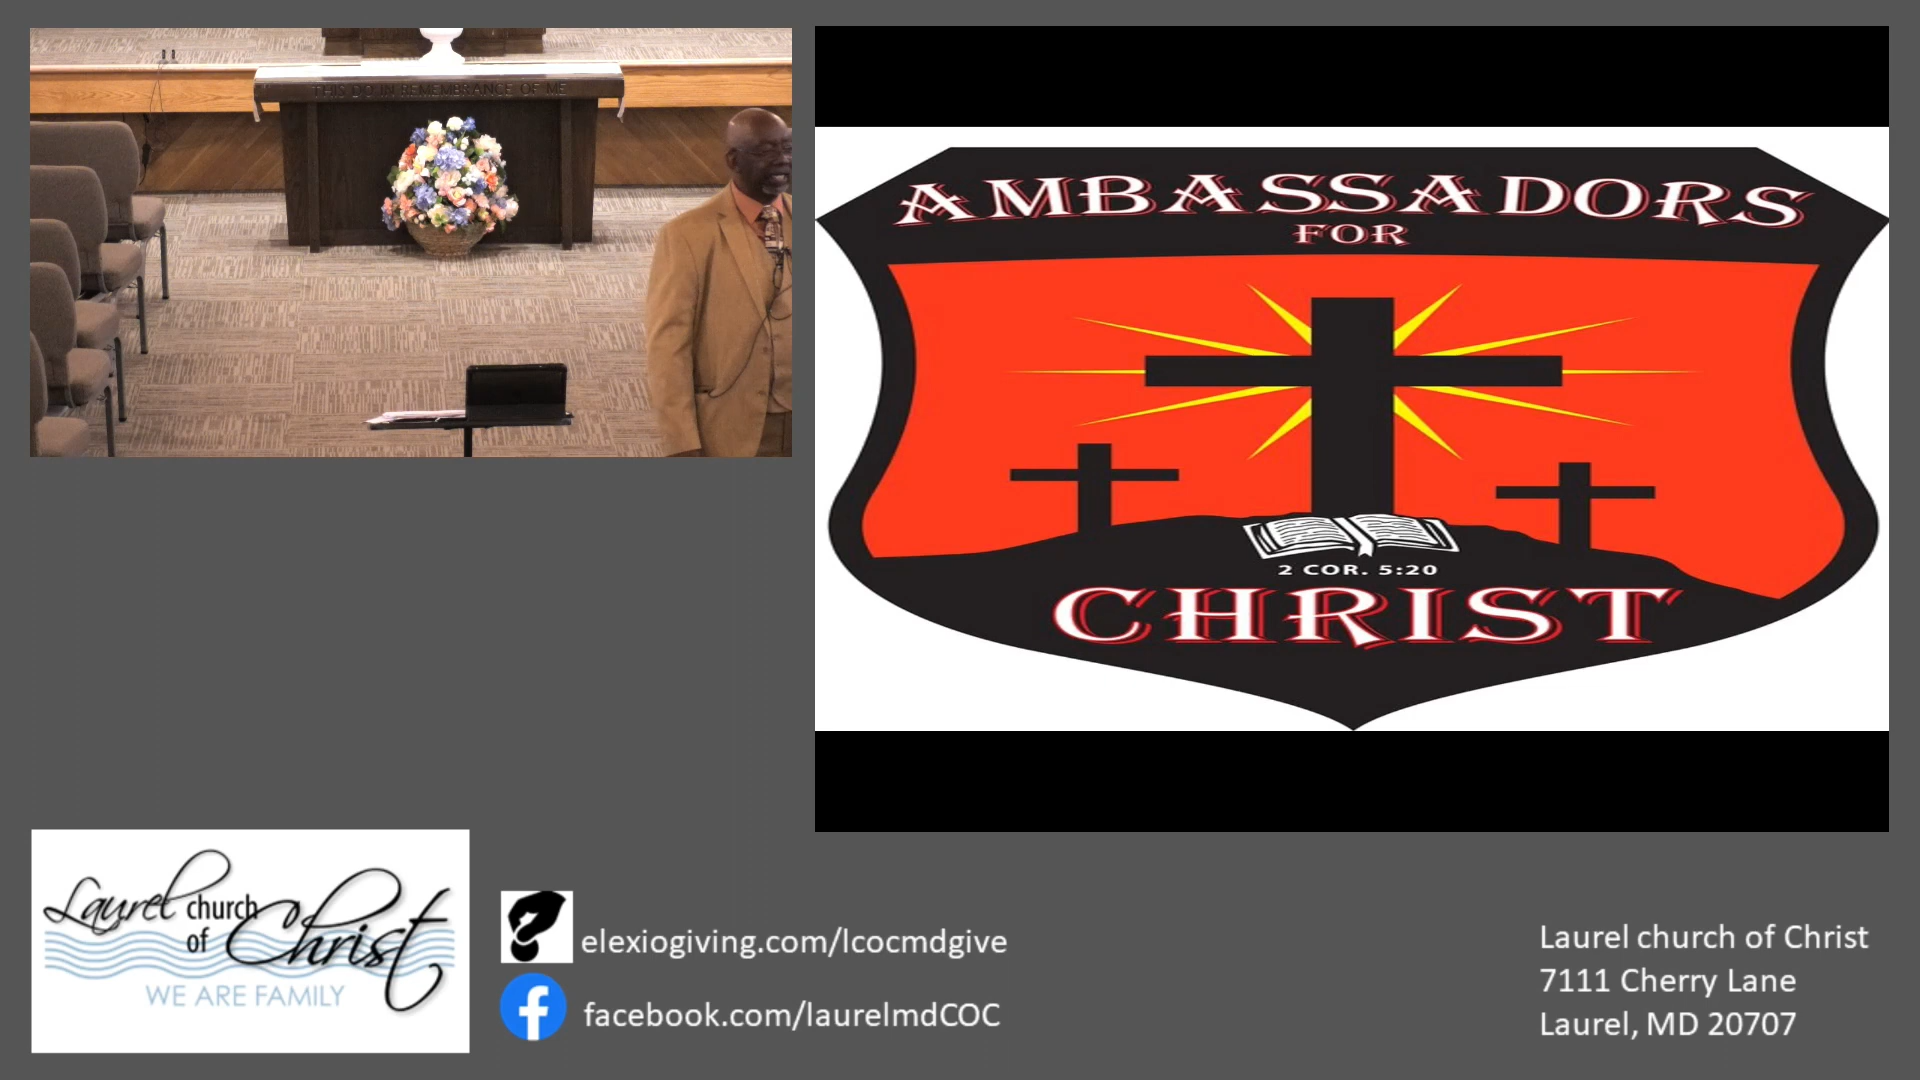 THIS DO IN REMEMBRANCE OF ME
AMBASSADORS
FOR
2 COR. 5:20
CHRIST
Laurel church
of Christ
WE ARE FAMILY
elexiogiving.com/lcocmdgive
facebook.com/laurelmdCOC
Laurel church of Christ
7111 Cherry Lane
Laurel, MD 20707